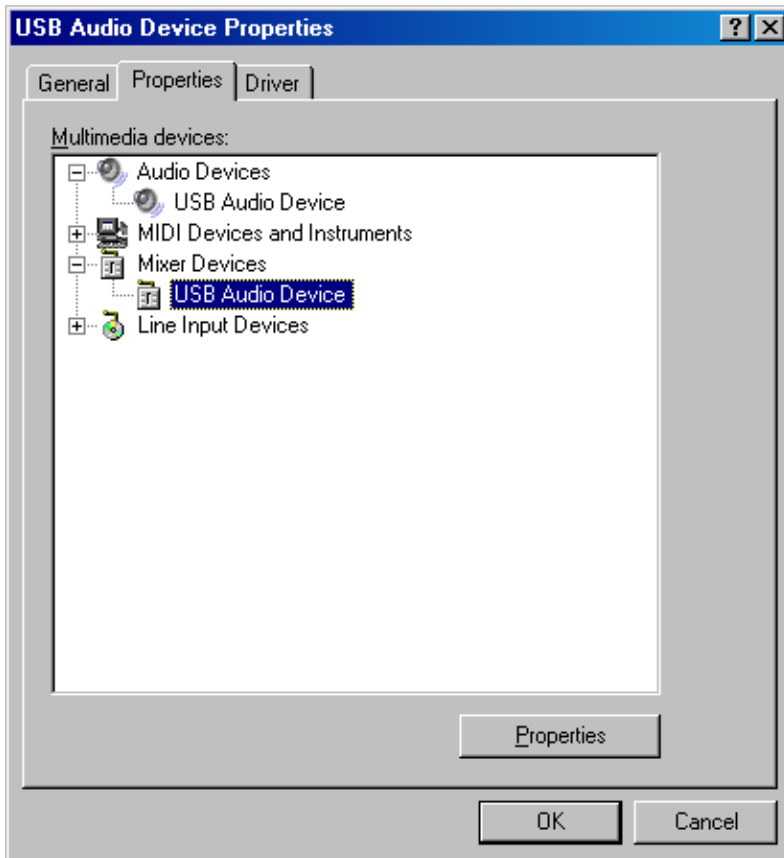 USB Audio Device Properties
General Properties Driver
Multimedia devices:
Audio Devices
USB Audio Device
MIDI Devices and Instruments
Mixer Devices
USB Audio Device
Line Input Devices
Properties
OK Cancel